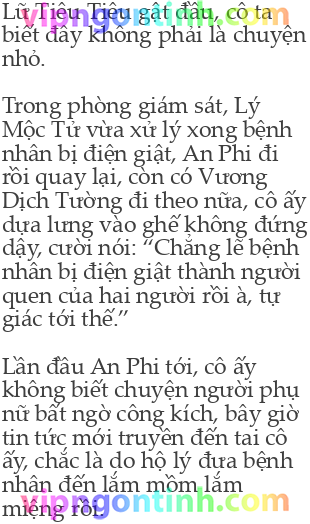 Lữ Tiêu Tiêu gật đầu, cô ta
biết đây không phải là chuyện
nhỏ.
Trong phòng giám sát, Lý
Mộc Tử vừa xử lý xong bệnh
nhân bị điện giật, An Phi đi
rồi quay lại, còn có Vương
Dịch Tường đi theo nữa, cô ấy
dựa lưng vào ghế không đứng
dậy, cười nói: “Chẳng lẽ bệnh
nhân bị điện giật thành người
quen của hai người rồi à, tự
giác tới thế.”
Lần đầu An Phi tới, cô ấy
không biết chuyện người phụ
nữ bất ngờ công kích, bây giờ
tin tức mới truyền đến tai cô
ấy, chắc là do hộ lý đưa bệnh
nhân đến lắm mồm lắm
miệng rồi.
vipngontinh.com
vipngontinh.com